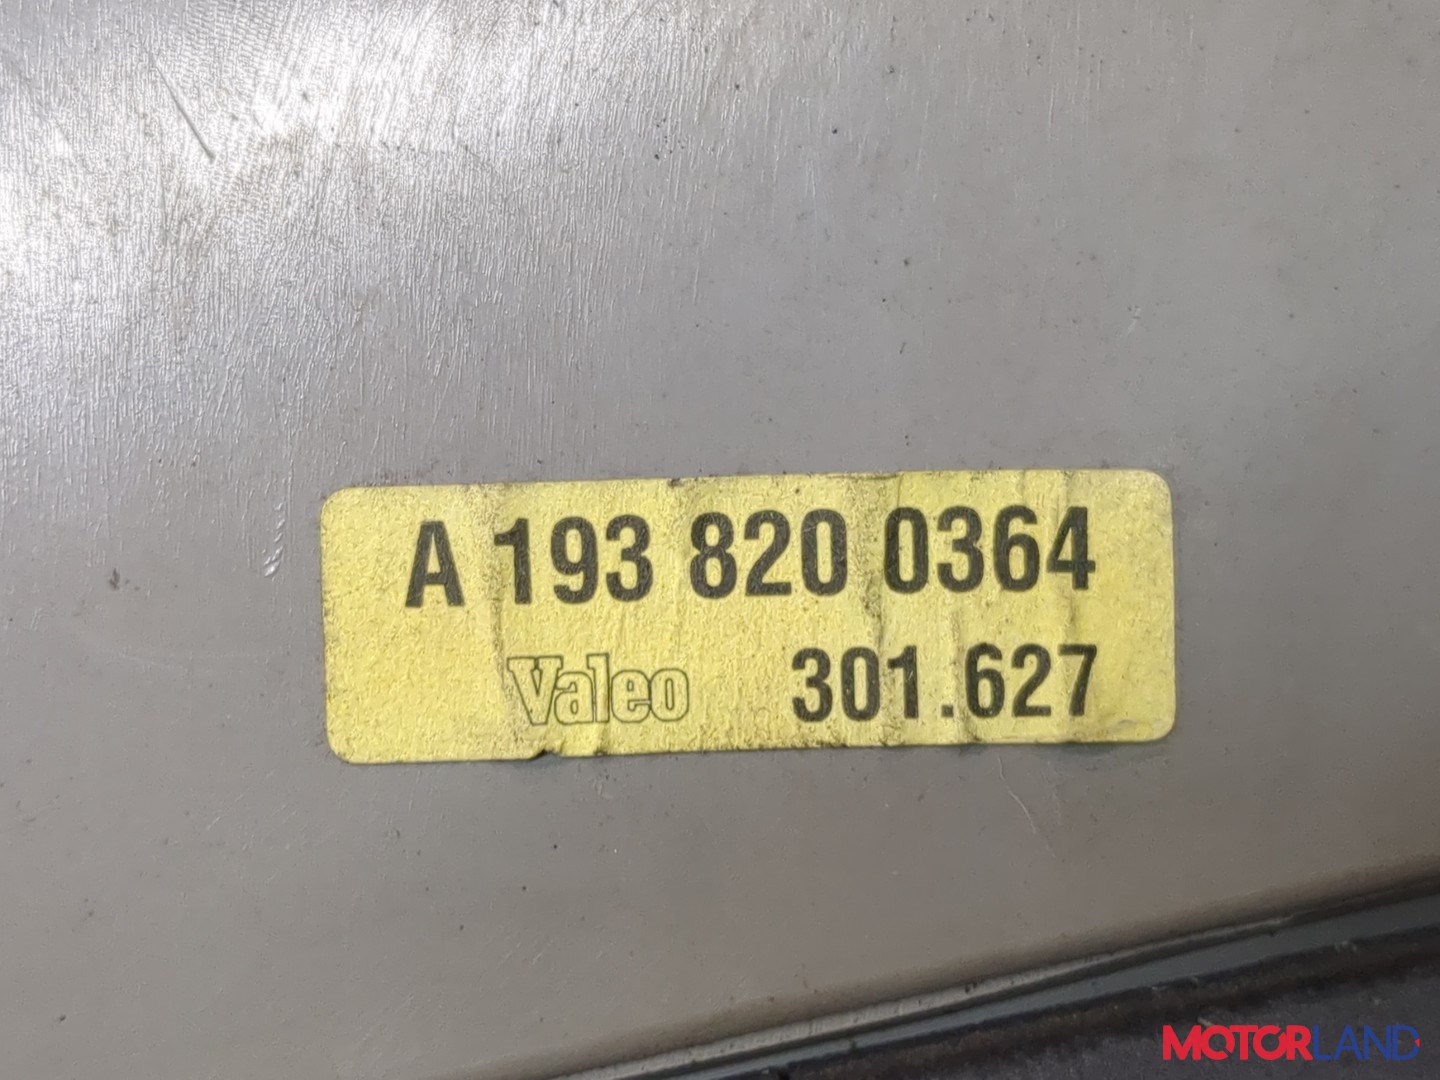 A 193 820 0364
Valeo 301.627
MOTORLAND